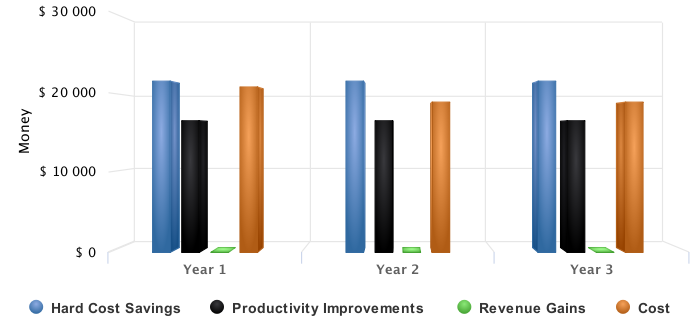 $ 30 000
$ 20 000
$ 10 000
$ 0
Money
Year 1
Year 2
Year 3
Hard Cost Savings
Productivity Improvements
Revenue Gains
Cost